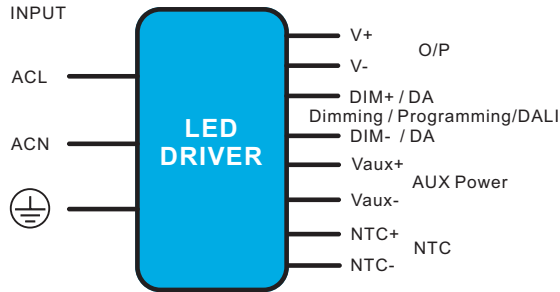 INPUT
ACL
ACN
LED
DRIVER
V+
O/P
V-
DIM+ / DA
Dimming / Programming/DALI
DIM- / DA
Vaux+
AUX Power
Vaux-
NTC+
NTC
NTC-